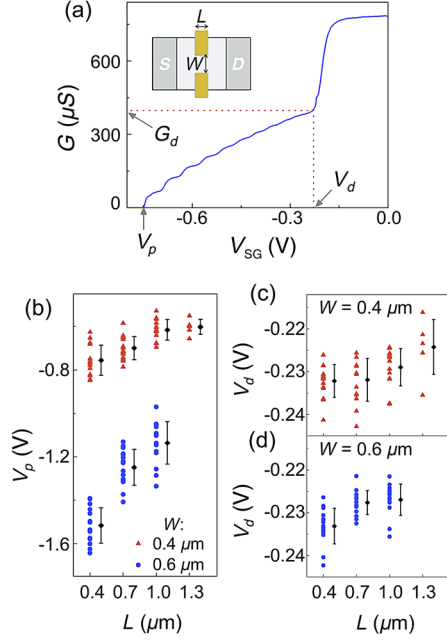 (a)
L
S
W
D
800
G (µS)
600
400
300
0
G_d
V_d
V_p
-0.6
-0.3
0.0
V_SG (V)
(b)
V_p (V)
-0.8
-1.2
-1.6
W:
0.4 µm
0.6 µm
0.4 0.7 1.0 1.3
L (µm)
(c)
W = 0.4 µm
V_d (V)
-0.22
-0.23
-0.24
(d)
W = 0.6 µm
V_d (V)
-0.22
-0.23
-0.24
0.4 0.7 1.0 1.3
L (µm)